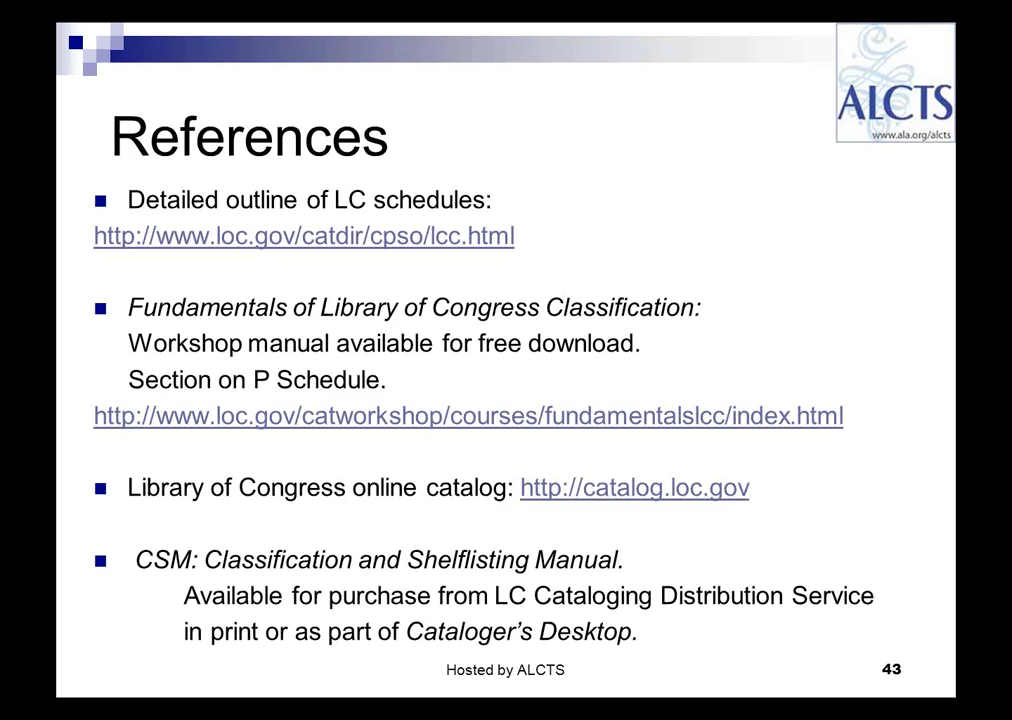 ALCTS
www.ala.org/alcts
References
Detailed outline of LC schedules:
http://www.loc.gov/catdir/cpso/lcc.html
Fundamentals of Library of Congress Classification:
Workshop manual available for free download.
Section on P Schedule.
http://www.loc.gov/catworkshop/courses/fundamentalslcc/index.html
Library of Congress online catalog: http://catalog.loc.gov
CSM: Classification and Shelflisting Manual.
Available for purchase from LC Cataloging Distribution Service
in print or as part of Cataloger’s Desktop.
Hosted by ALCTS
43